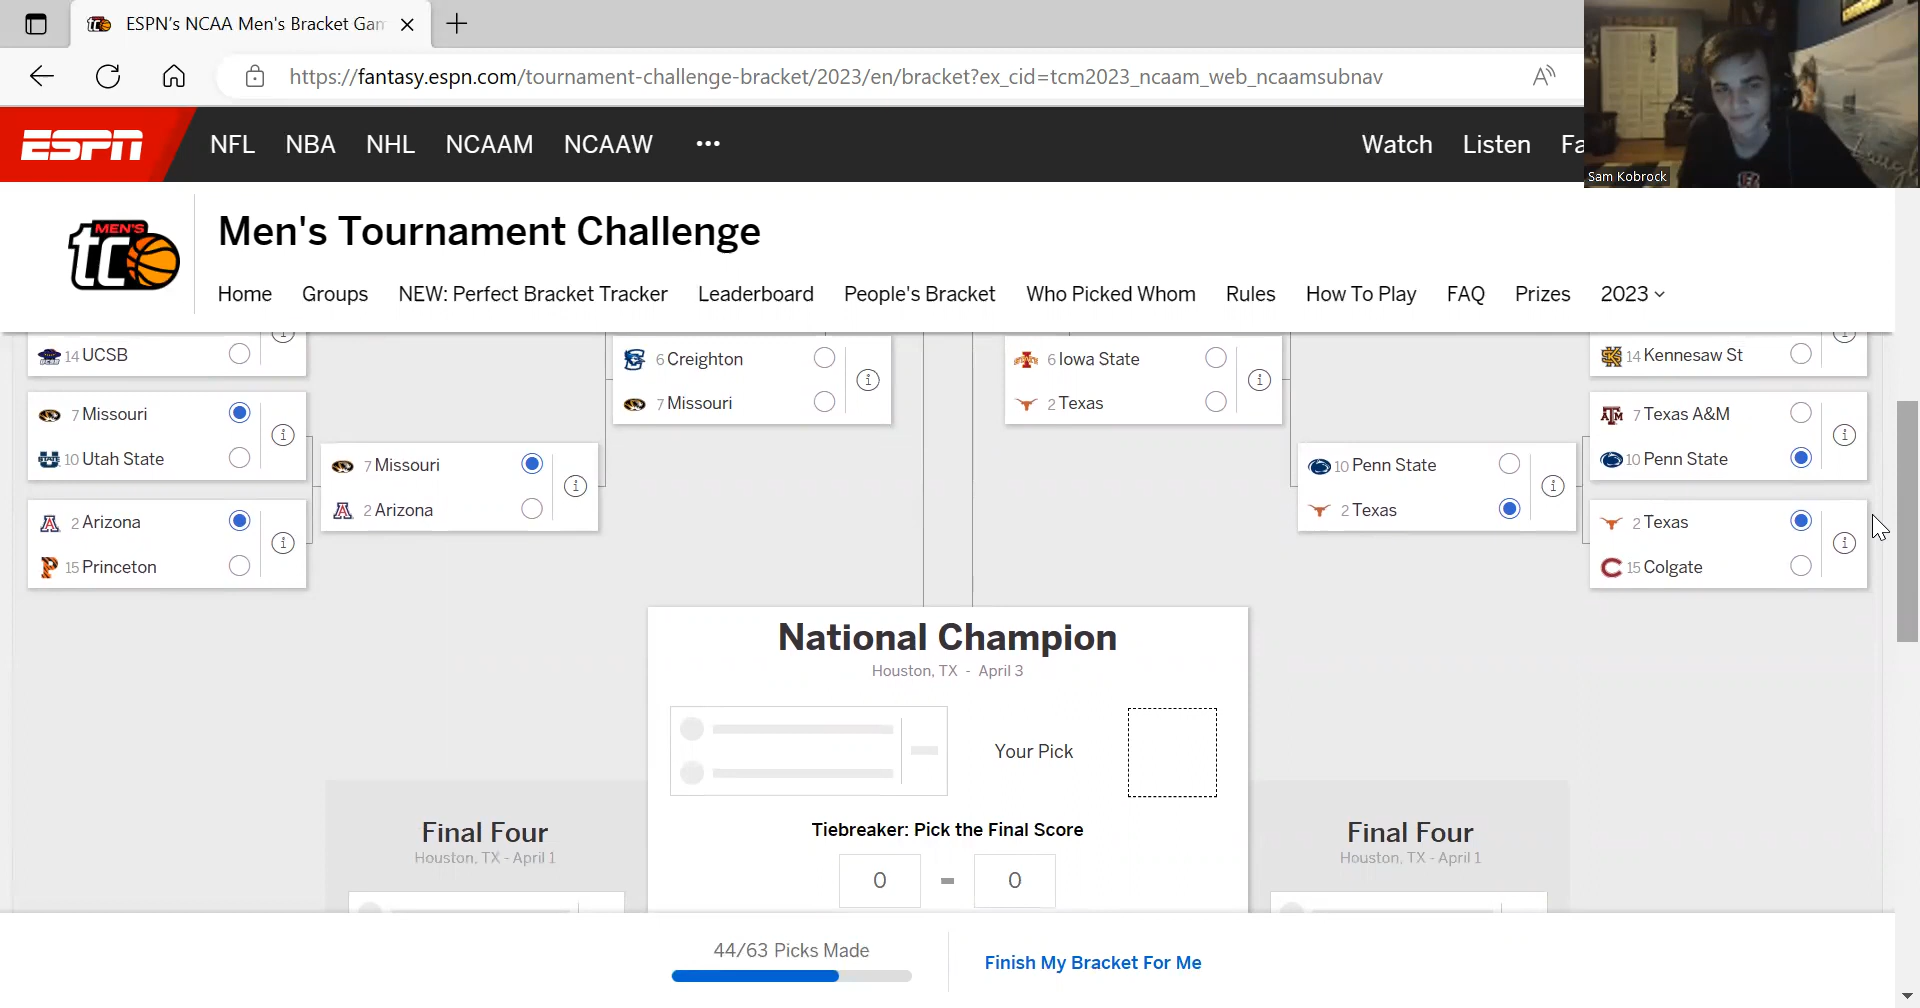 ESPN's NCAA Men's Bracket Gam
https://fantasy.espn.com/tournament-challenge-bracket/2023/en/bracket?ex_cid=tcm2023_ncaam_web_ncaamsubnav
ESPN NFL NBA NHL NCAAM NCAAW ••• Watch Listen Fa
Sam Kobrock
MEN'S
tc
Men's Tournament Challenge
Home Groups NEW: Perfect Bracket Tracker Leaderboard People's Bracket Who Picked Whom Rules How To Play FAQ Prizes 2023
14 UCSB
7 Missouri
10 Utah State
2 Arizona
15 Princeton
7 Missouri
2 Arizona
6 Creighton
7 Missouri
6 Iowa State
2 Texas
10 Penn State
2 Texas
14 Kennesaw St
7 Texas A&M
10 Penn State
2 Texas
15 Colgate
National Champion
Houston, TX - April 3
Your Pick
Tiebreaker: Pick the Final Score
0 - 0
Final Four
Houston, TX - April 1
Final Four
Houston, TX - April 1
44/63 Picks Made
Finish My Bracket For Me